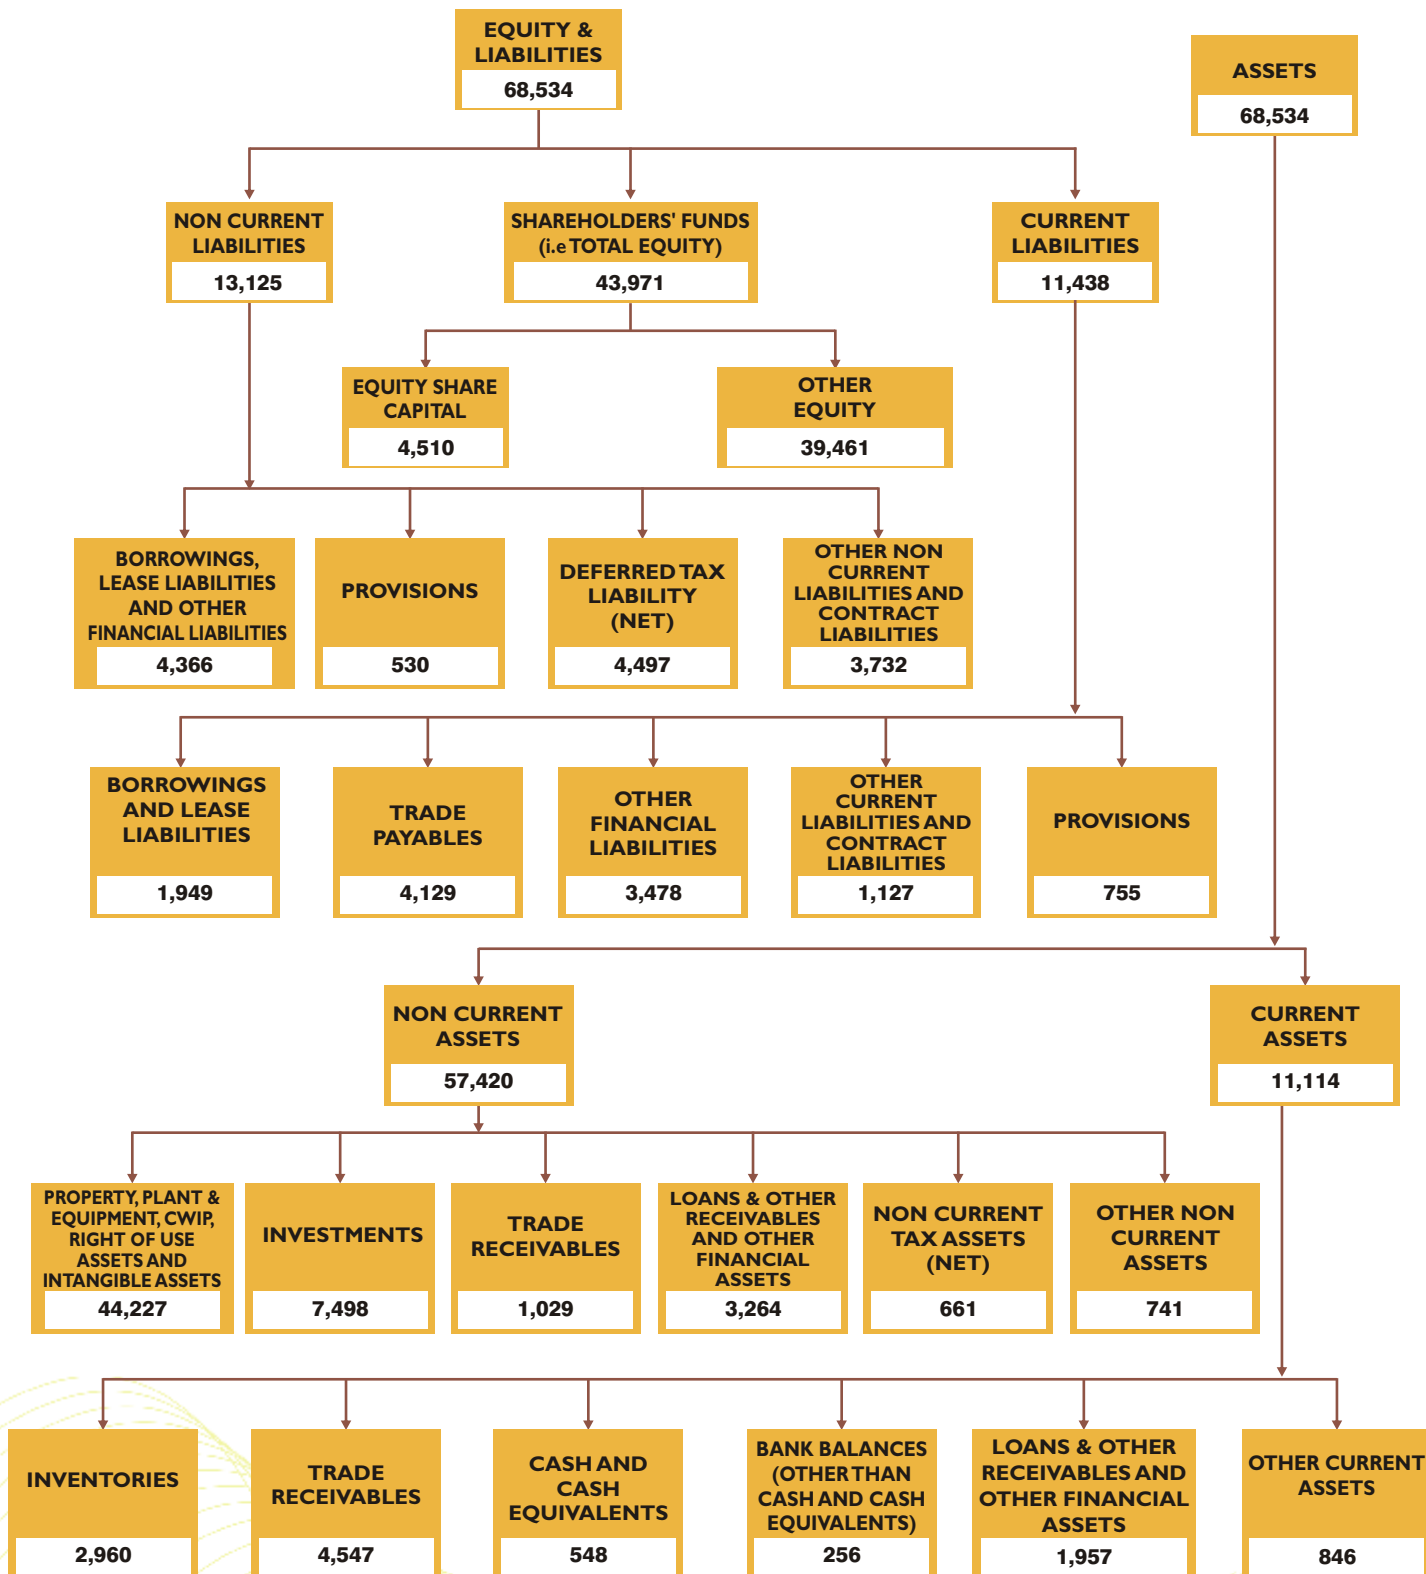 EQUITY &
LIABILITIES
68,534
ASSETS
68,534
NON CURRENT
LIABILITIES
13,125
SHAREHOLDERS' FUNDS
(i.e TOTAL EQUITY)
43,971
CURRENT
LIABILITIES
11,438
EQUITY SHARE
CAPITAL
4,510
OTHER
EQUITY
39,461
BORROWINGS,
LEASE LIABILITIES
AND OTHER
FINANCIAL LIABILITIES
4,366
PROVISIONS
530
DEFERRED TAX
LIABILITY
(NET)
4,497
OTHER NON
CURRENT
LIABILITIES AND
CONTRACT
LIABILITIES
3,732
BORROWINGS
AND LEASE
LIABILITIES
1,949
TRADE
PAYABLES
4,129
OTHER
FINANCIAL
LIABILITIES
3,478
OTHER
CURRENT
LIABILITIES AND
CONTRACT
LIABILITIES
1,127
PROVISIONS
755
NON CURRENT
ASSETS
57,420
CURRENT
ASSETS
11,114
PROPERTY, PLANT &
EQUIPMENT, CWIP,
RIGHT OF USE
ASSETS AND
INTANGIBLE ASSETS
44,227
INVESTMENTS
7,498
TRADE
RECEIVABLES
1,029
LOANS & OTHER
RECEIVABLES
AND OTHER
FINANCIAL
ASSETS
3,264
NON CURRENT
TAX ASSETS
(NET)
661
OTHER NON
CURRENT
ASSETS
741
INVENTORIES
2,960
TRADE
RECEIVABLES
4,547
CASH AND
CASH
EQUIVALENTS
548
BANK BALANCES
(OTHER THAN
CASH AND CASH
EQUIVALENTS)
256
LOANS & OTHER
RECEIVABLES AND
OTHER FINANCIAL
ASSETS
1,957
OTHER CURRENT
ASSETS
846